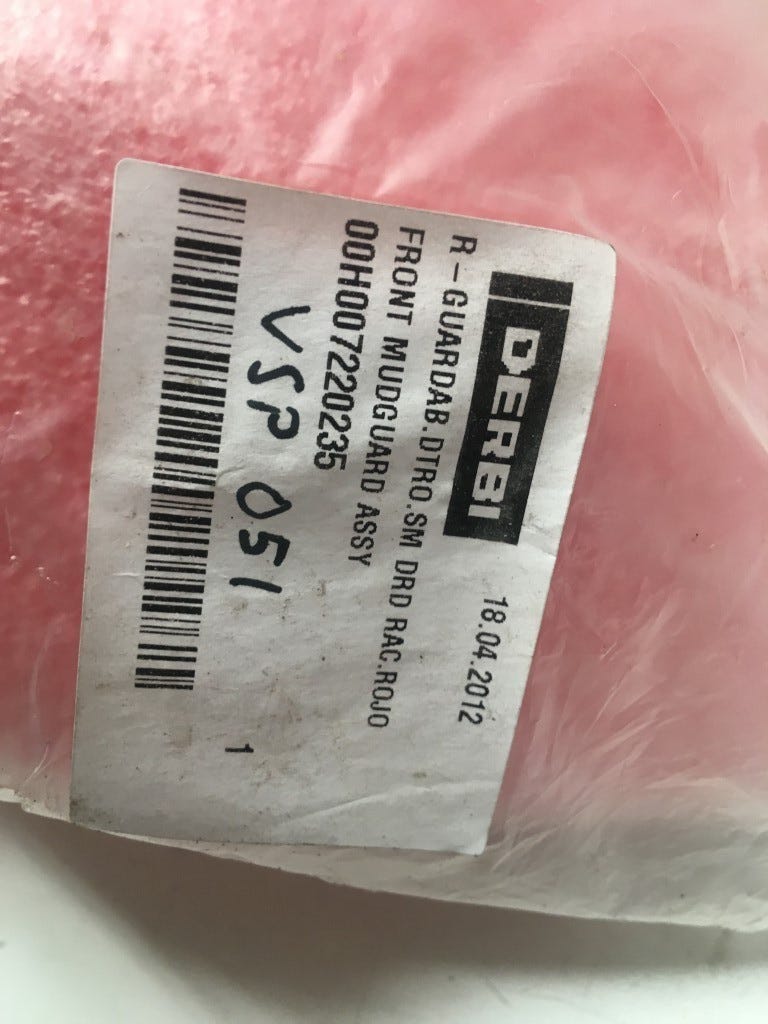 DERBI 18.04.2012
R-GUARDAB.DTRO.SM DRD RAC.ROJO
FRONT MUDGUARD ASSY
00H007220235
VSP 051
1